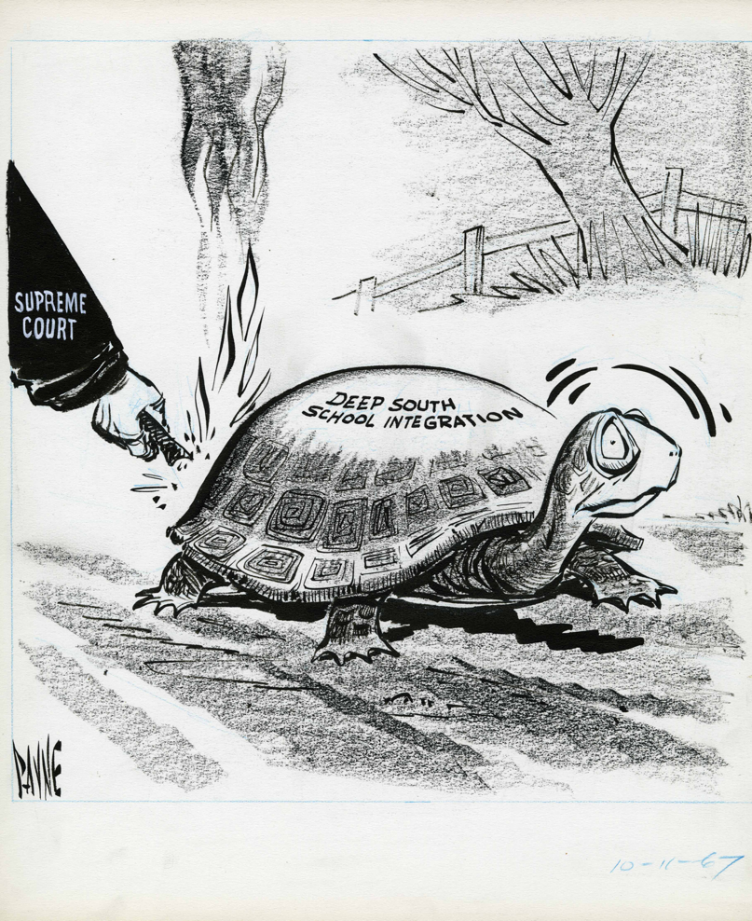 SUPREME
COURT
DEEP SOUTH
SCHOOL INTEGRATION
PAYNE
10-11-67